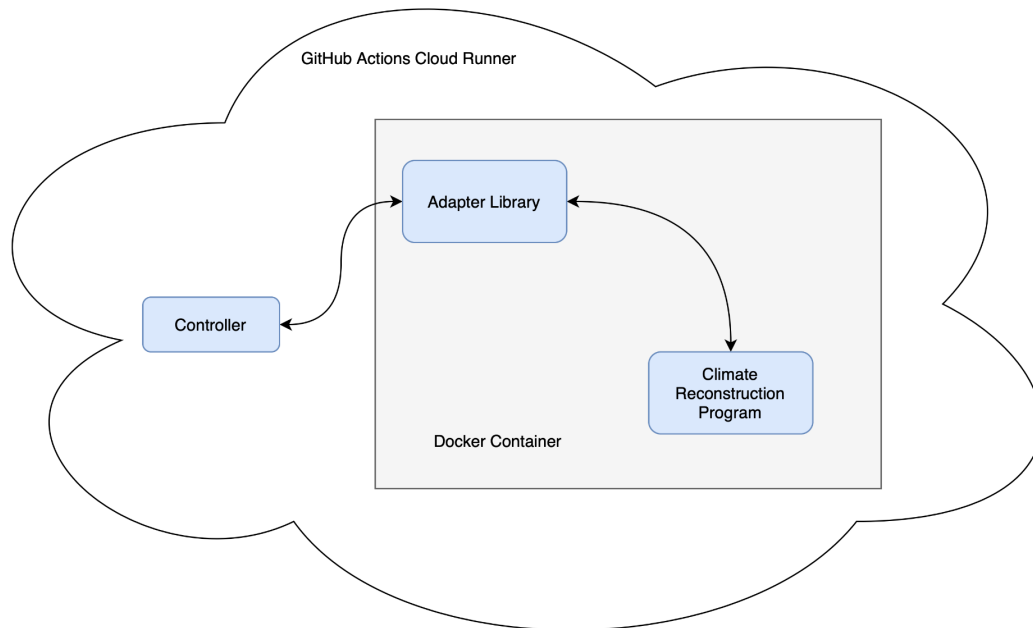 GitHub Actions Cloud Runner
Adapter Library
Controller
Climate
Reconstruction
Program
Docker Container